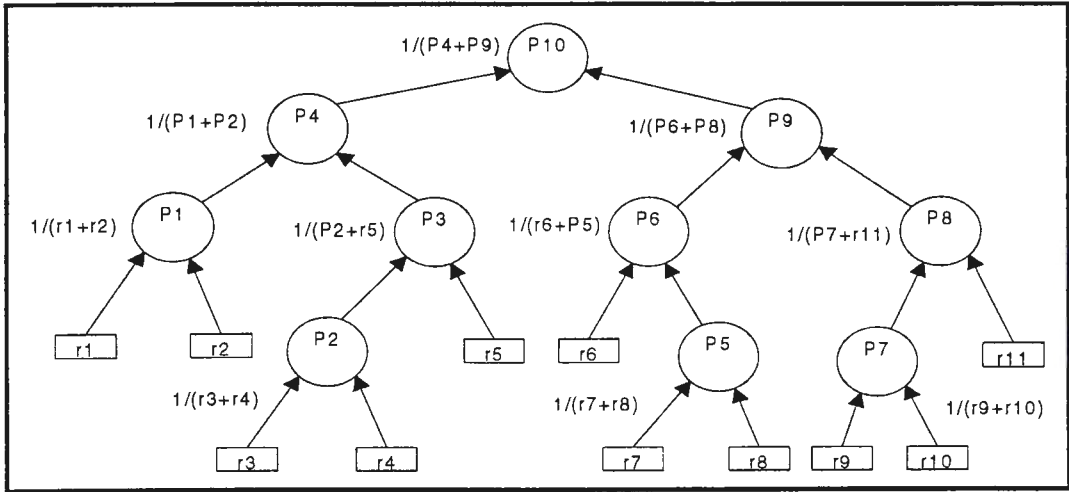 1/(P4+P9) P10
1/(P1+P2) P4 1/(P6+P8) P9
1/(r1+r2) P1 1/(P2+r5) P3 1/(r6+P5) P6 1/(P7+r11) P8
r1 r2 P2 r5 r6 P5 P7 r11
1/(r3+r4) 1/(r7+r8) 1/(r9+r10)
r3 r4 r7 r8 r9 r10